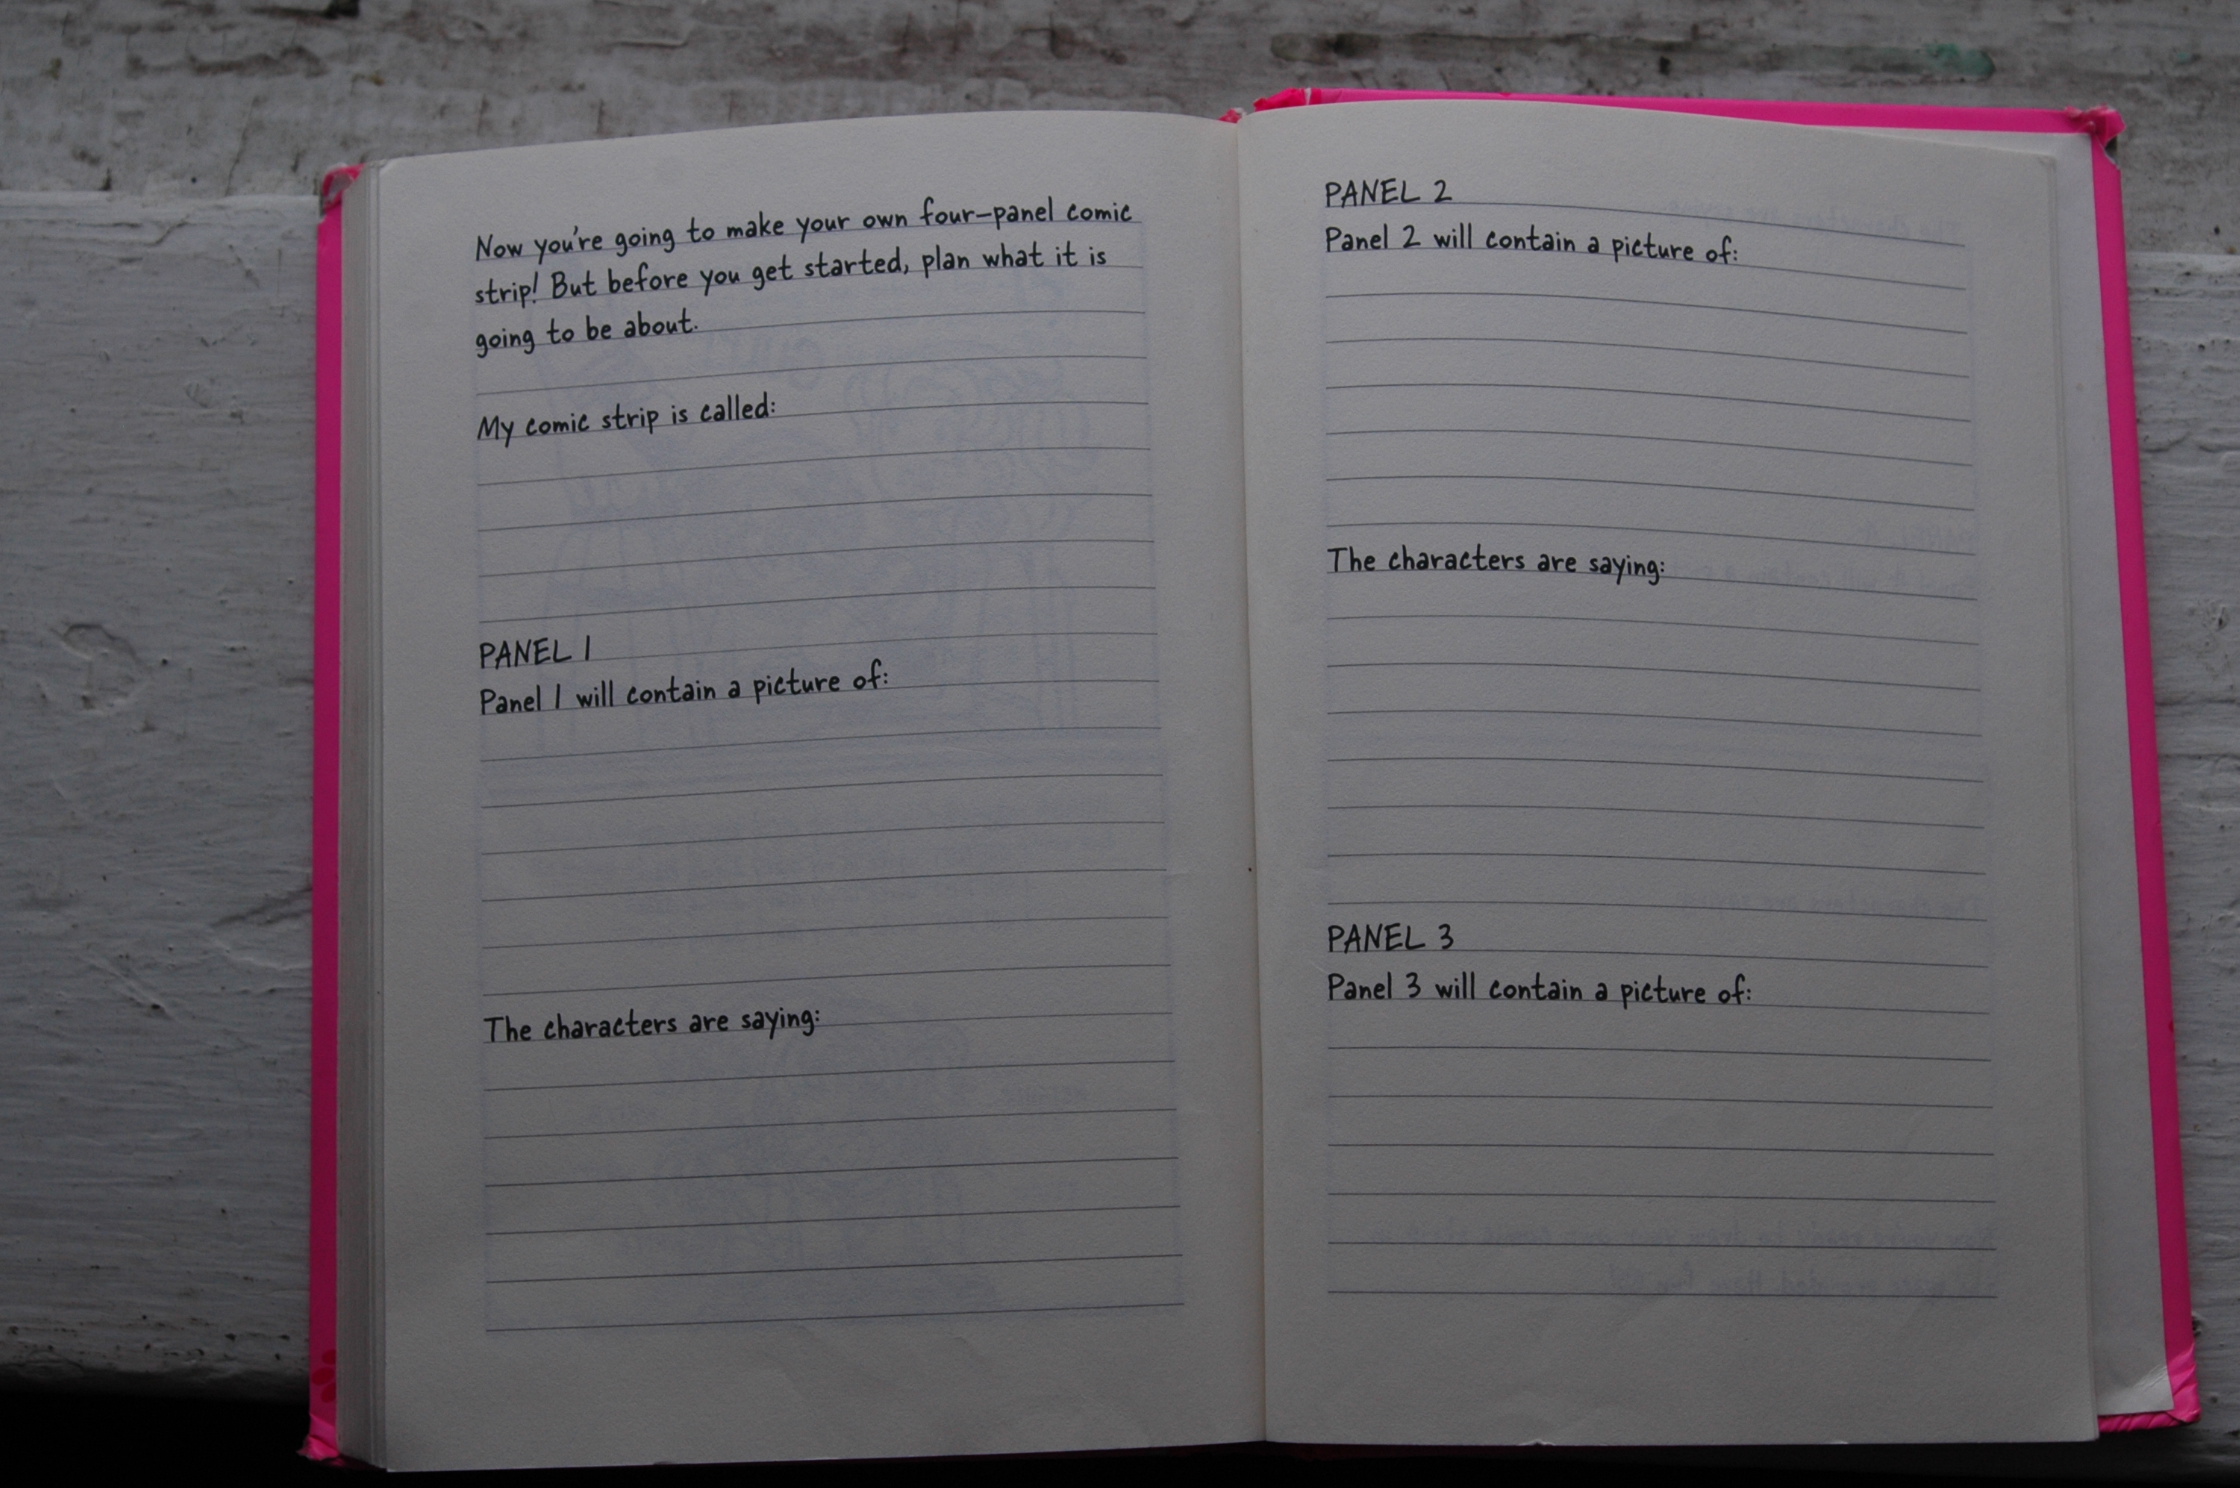 Now you're going to make your own four-panel comic
strip! But before you get started, plan what it is
going to be about.
My comic strip is called:
PANEL 1
Panel 1 will contain a picture of:
The characters are saying:
PANEL 2
Panel 2 will contain a picture of:
The characters are saying:
PANEL 3
Panel 3 will contain a picture of: